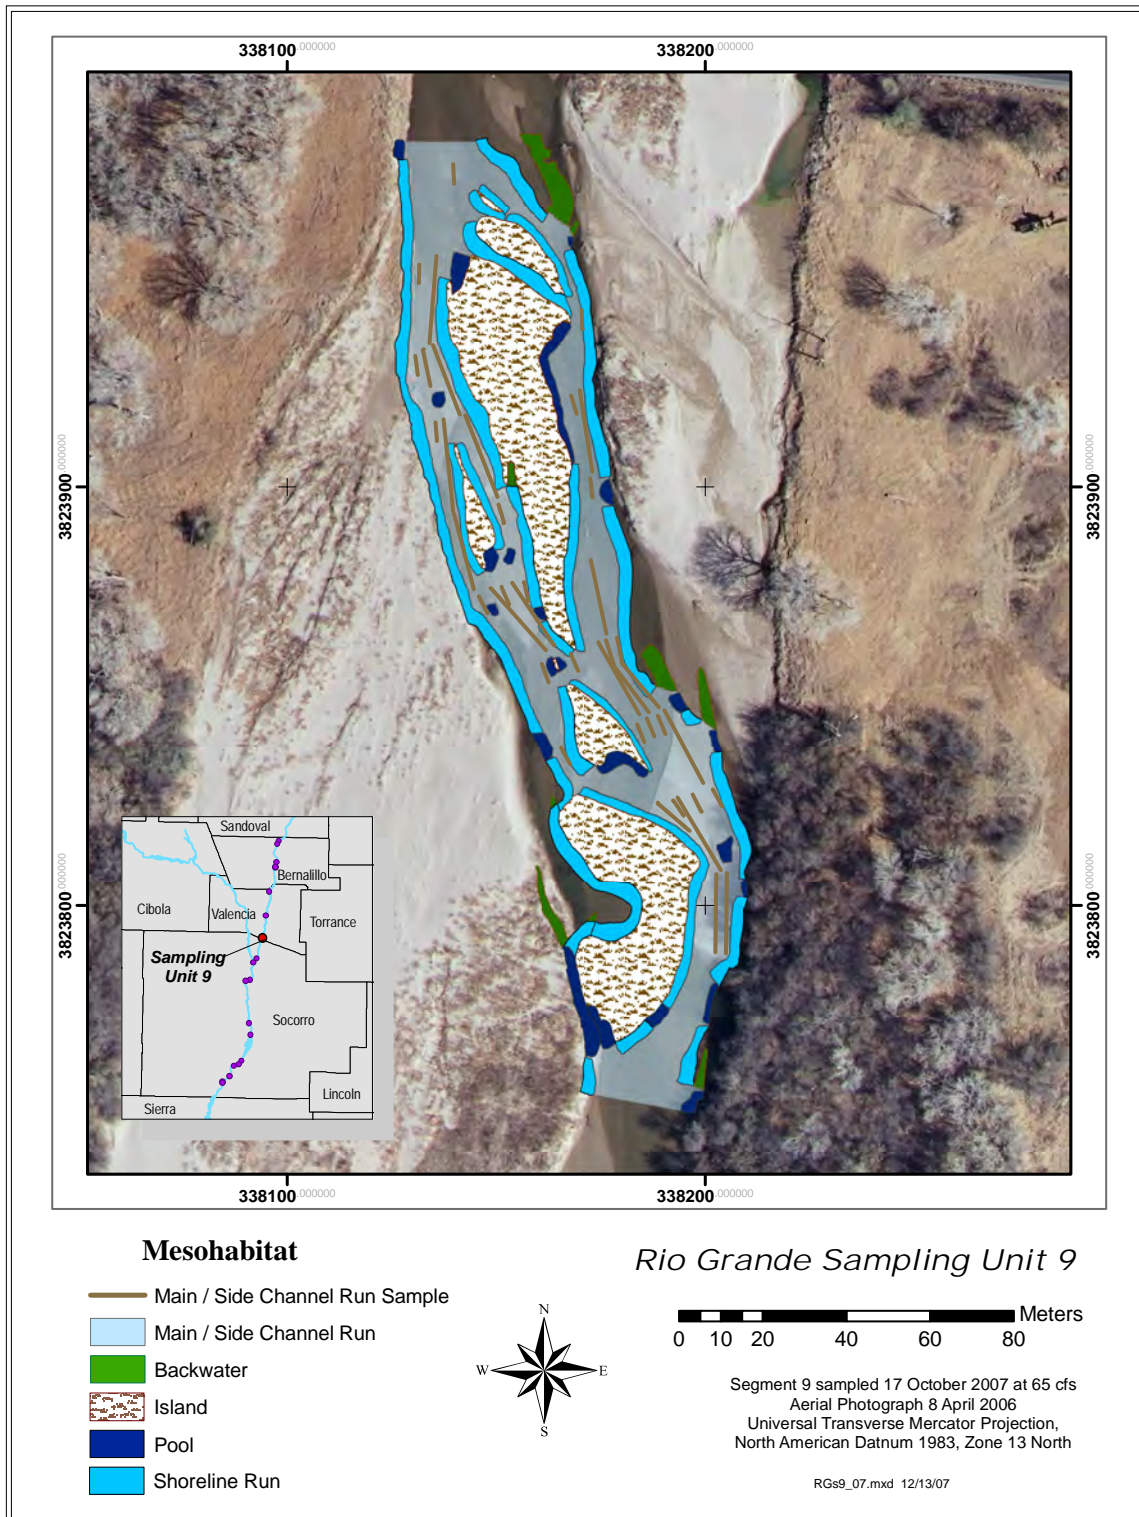 338100.000000 338200.000000
3823900.000000 3823900.000000
3823800.000000 3823800.000000
Sandoval
Bernalillo
Cibola
Valencia
Torrance
Sampling
Unit 9
Socorro
Lincoln
Sierra
338100.000000 338200.000000
Mesohabitat
Main / Side Channel Run Sample
Main / Side Channel Run
Backwater
Island
Pool
Shoreline Run
N
W E
S
Rio Grande Sampling Unit 9
Meters
0 10 20 40 60 80
Segment 9 sampled 17 October 2007 at 65 cfs
Aerial Photograph 8 April 2006
Universal Transverse Mercator Projection,
North American Datnum 1983, Zone 13 North
RGs9_07.mxd 12/13/07